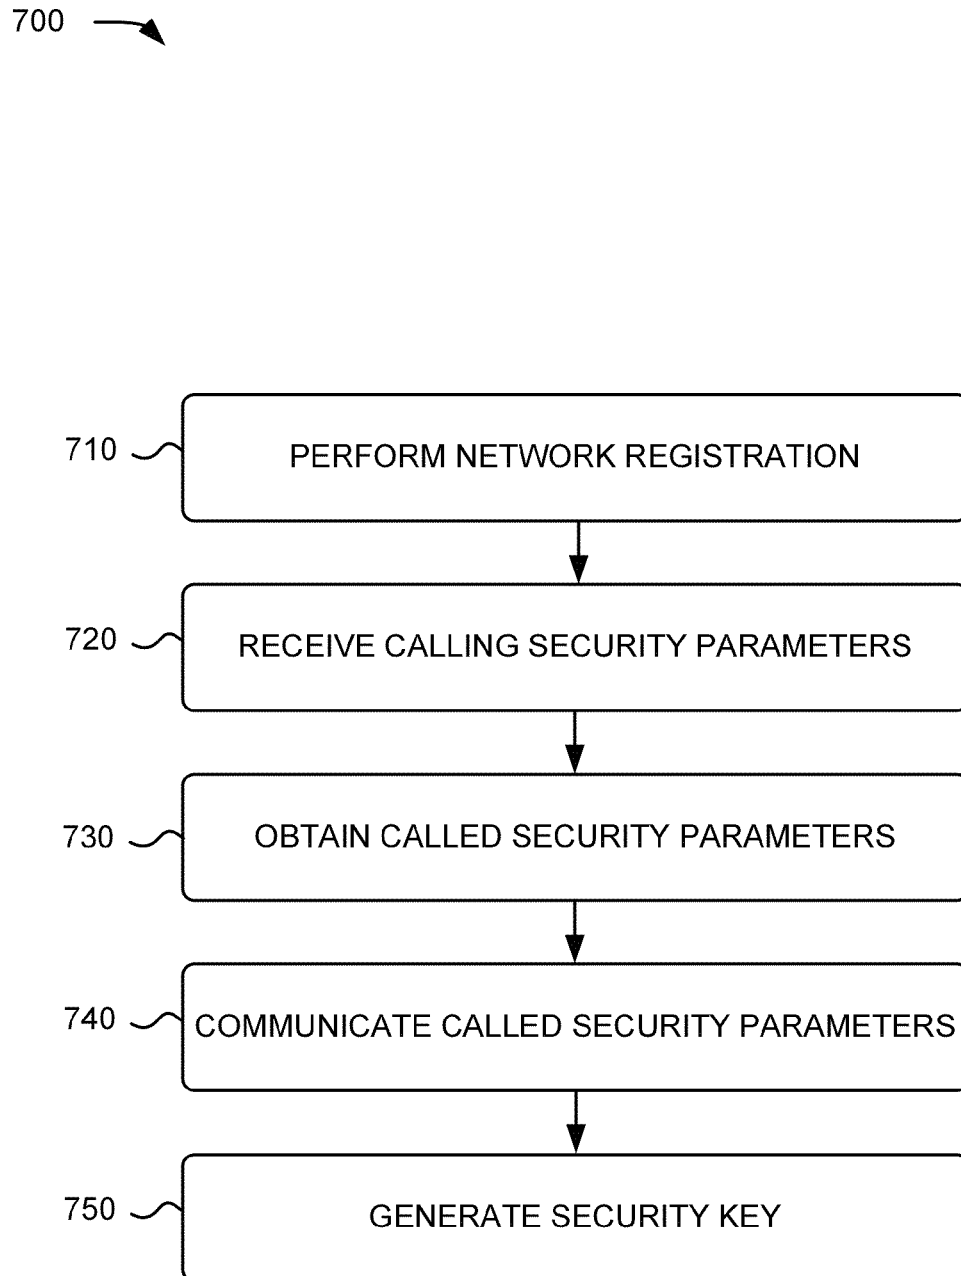 700
710 PERFORM NETWORK REGISTRATION
720 RECEIVE CALLING SECURITY PARAMETERS
730 OBTAIN CALLED SECURITY PARAMETERS
740 COMMUNICATE CALLED SECURITY PARAMETERS
750 GENERATE SECURITY KEY